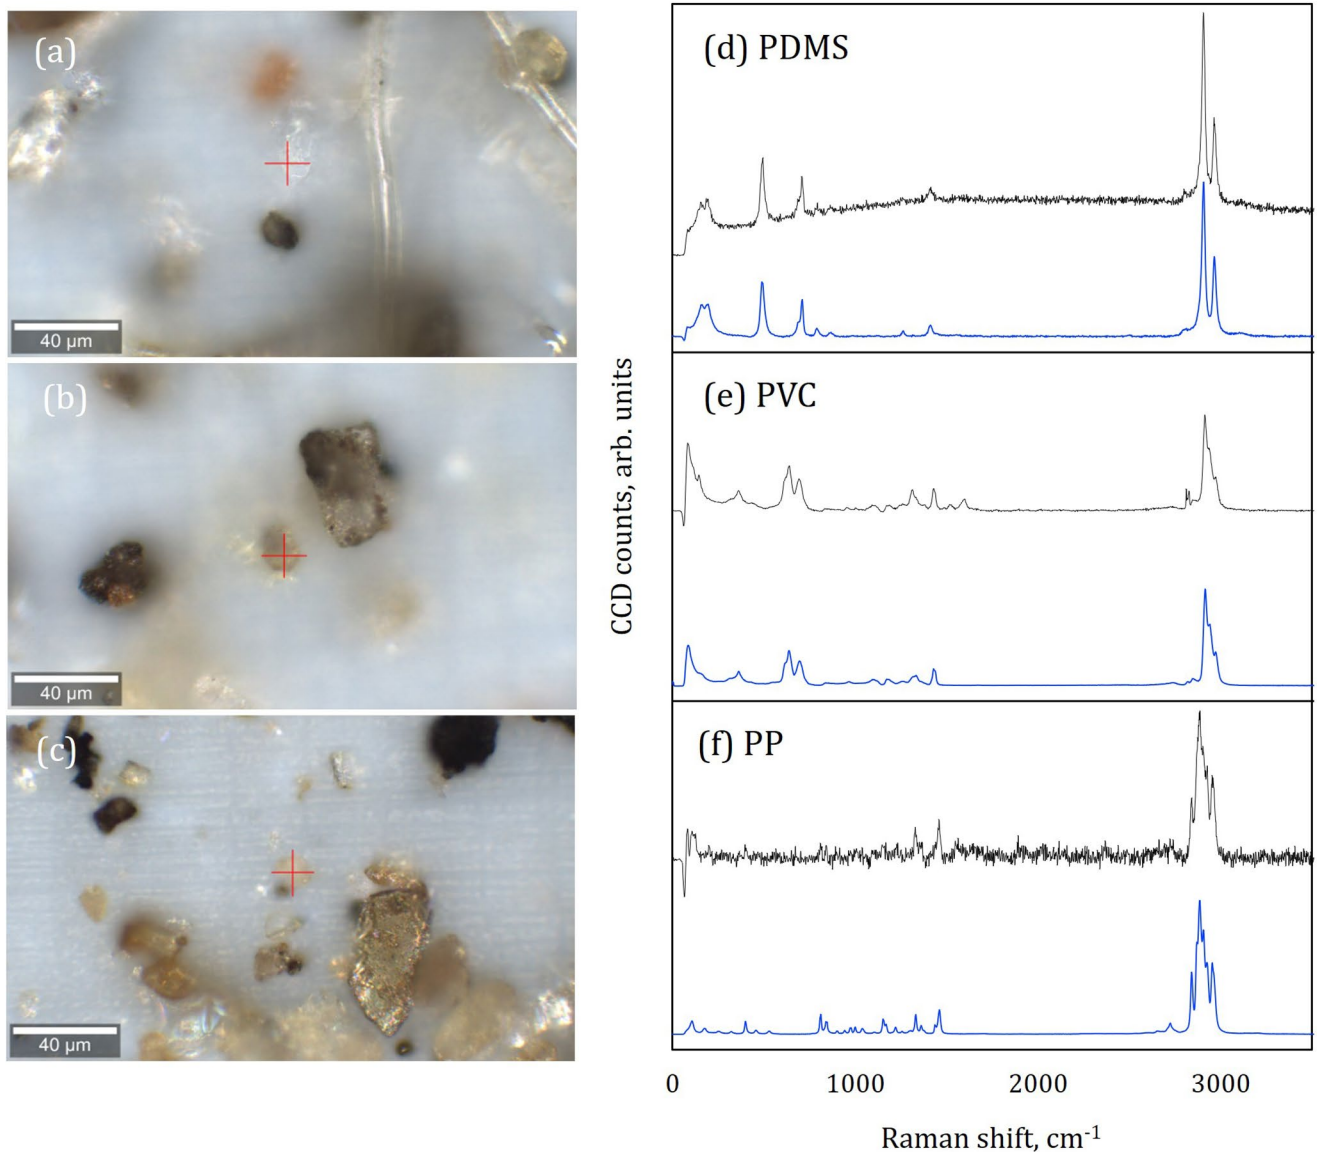 (a)
40 µm
(b)
40 µm
(c)
40 µm
CCD counts, arb. units
(d) PDMS
(e) PVC
(f) PP
0 1000 2000 3000
Raman shift, cm-1